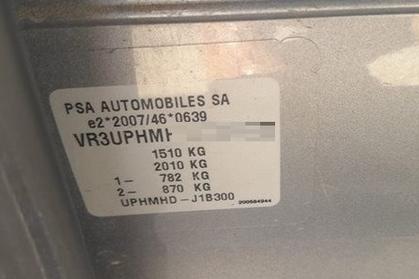 PSA AUTOMOBILES SA
e2*2007/46*0639
VR3UPHM
1510 KG
2010 KG
1- 782 KG
2- 870 KG
UPHMHD-J1B300